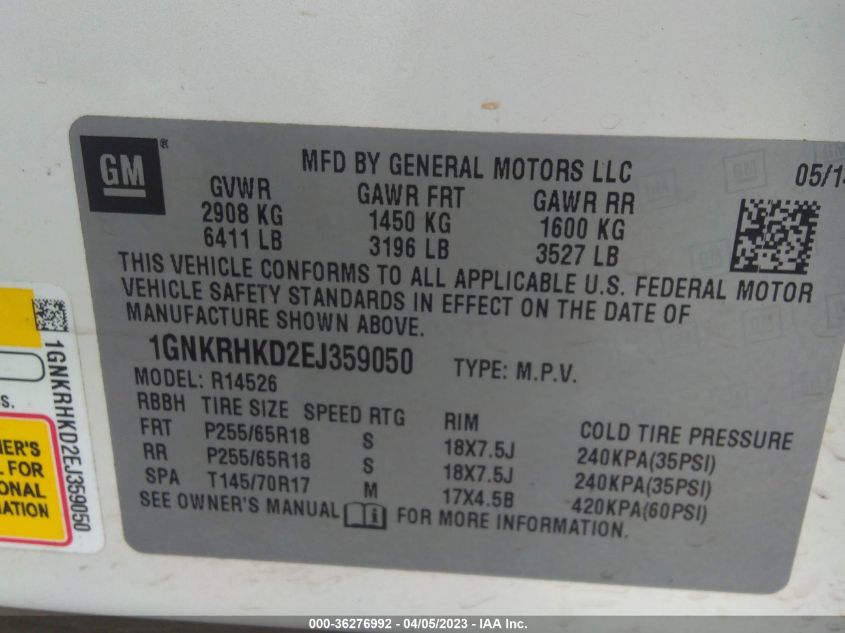 GM ®
MFD BY GENERAL MOTORS LLC
GVWR GAWR FRT GAWR RR
2908 KG 1450 KG 1600 KG
6411 LB 3196 LB 3527 LB
THIS VEHICLE CONFORMS TO ALL APPLICABLE U.S. FEDERAL MOTOR
VEHICLE SAFETY STANDARDS IN EFFECT ON THE DATE OF
MANUFACTURE SHOWN ABOVE.
1GNKRHKD2EJ359050 TYPE: M.P.V.
MODEL: R14526
RBBH TIRE SIZE SPEED RTG RIM COLD TIRE PRESSURE
FRT P255/65R18 S 18X7.5J 240KPA(35PSI)
RR P255/65R18 S 18X7.5J 240KPA(35PSI)
SPA T145/70R17 M 17X4.5B 420KPA(60PSI)
SEE OWNER'S MANUAL i FOR MORE INFORMATION.
1GNKRHKD2EJ359050
FOR
000-36276992 - 04/05/2023 - IAA Inc.